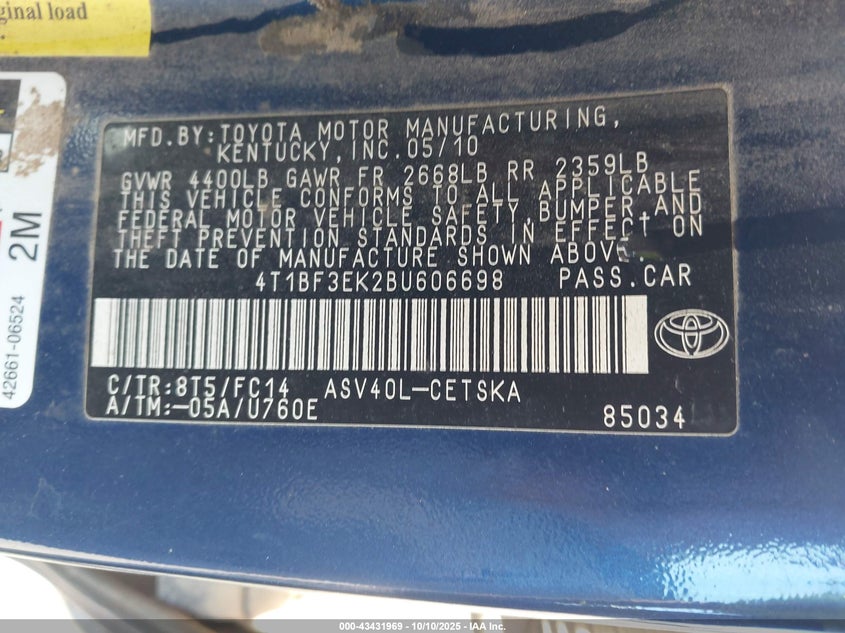 ginal load
2M
42661-06524
MFD.BY:TOYOTA MOTOR MANUFACTURING,
KENTUCKY,INC.05/10
GVWR 4400LB GAWR FR 2668LB RR 2359LB
THIS VEHICLE CONFORMS TO ALL APPLICABLE
FEDERAL MOTOR VEHICLE SAFETY,BUMPER AND
THEFT PREVENTION STANDARDS IN EFFECT ON
THE DATE OF MANUFACTURE SHOWN ABOVE.
4T1BF3EK2BU606698 PASS.CAR
C/TR:8T5/FC14 ASV40L-CETSKA
A/TM:-05A/U760E 85034
000-43431969 — 10/10/2025 — IAA Inc.